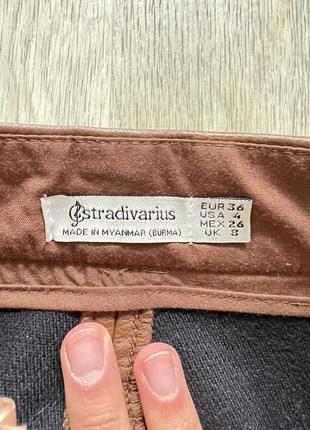 stradivarius
MADE IN MYANMAR (BURMA)
EUR 36
USA 4
MEX 26
UK 8